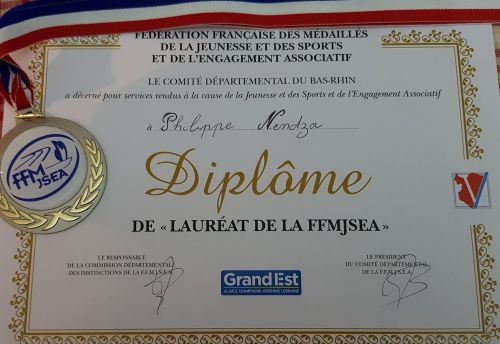 FÉDÉRATION FRANÇAISE DES MÉDAILLÉS
DE LA JEUNESSE ET DES SPORTS
ET DE L'ENGAGEMENT ASSOCIATIF
LE COMITÉ DÉPARTEMENTAL DU BAS-RHIN
a décerné pour services rendus à la cause de la Jeunesse et des Sports et de l'Engagement Associatif
à Philippe Nendza
Diplôme
DE « LAURÉAT DE LA FFMJSEA »
FFM
JSEA
LE RESPONSABLE
DE LA COMMISSION DÉPARTEMENTALE
DES DISTINCTIONS DE LA F.F.M.J.S.E.A.
GrandEst
ALSACE CHAMPAGNE-ARDENNE LORRAINE
LE PRÉSIDENT
DU COMITÉ DÉPARTEMENTAL
DE LA F.F.M.J.S.E.A.